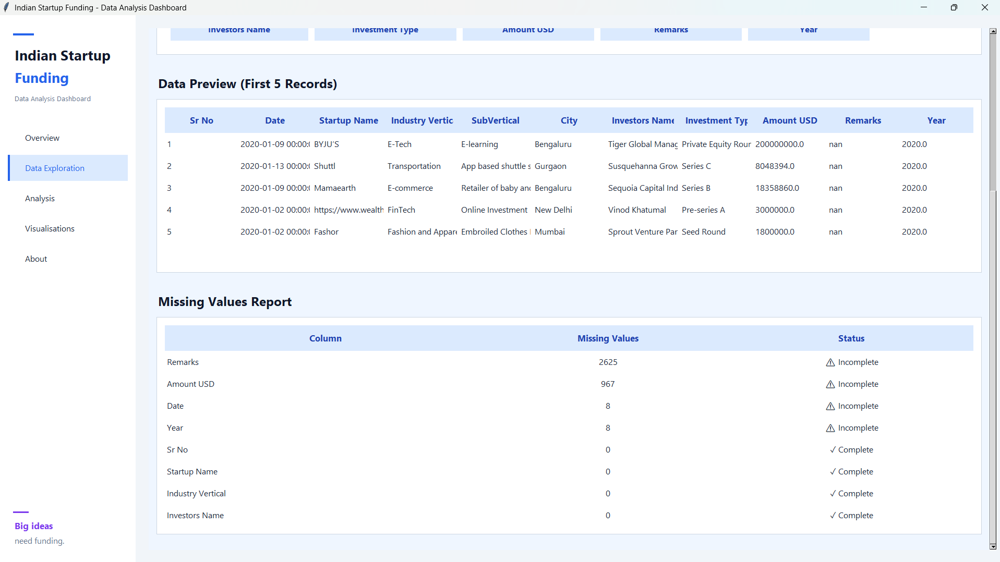 Indian Startup Funding - Data Analysis Dashboard
Indian Startup
Funding
Data Analysis Dashboard
Overview
Data Exploration
Analysis
Visualisations
About
Big ideas
need funding.
Investors Name Investment Type Amount USD Remarks Year
Data Preview (First 5 Records)
Sr No Date Startup Name Industry Vertic SubVertical City Investors Name Investment Typ Amount USD Remarks Year
1 2020-01-09 00:00:0 BYJU’S E-Tech E-learning Bengaluru Tiger Global Manag Private Equity Rour 200000000.0 nan 2020.0
2 2020-01-13 00:00:0 Shuttl Transportation App based shuttle s Gurgaon Susquehanna Grow Series C 8048394.0 nan 2020.0
3 2020-01-09 00:00:0 Mamaearth E-commerce Retailer of baby and Bengaluru Sequoia Capital Ind Series B 18358860.0 nan 2020.0
4 2020-01-02 00:00:0 https://www.wealth FinTech Online Investment New Delhi Vinod Khatumal Pre-series A 3000000.0 nan 2020.0
5 2020-01-02 00:00:0 Fashor Fashion and Appare Embroiled Clothes Mumbai Sprout Venture Par Seed Round 1800000.0 nan 2020.0
Missing Values Report
Column Missing Values Status
Remarks 2625 ⚠ Incomplete
Amount USD 967 ⚠ Incomplete
Date 8 ⚠ Incomplete
Year 8 ⚠ Incomplete
Sr No 0 ✓ Complete
Startup Name 0 ✓ Complete
Industry Vertical 0 ✓ Complete
Investors Name 0 ✓ Complete